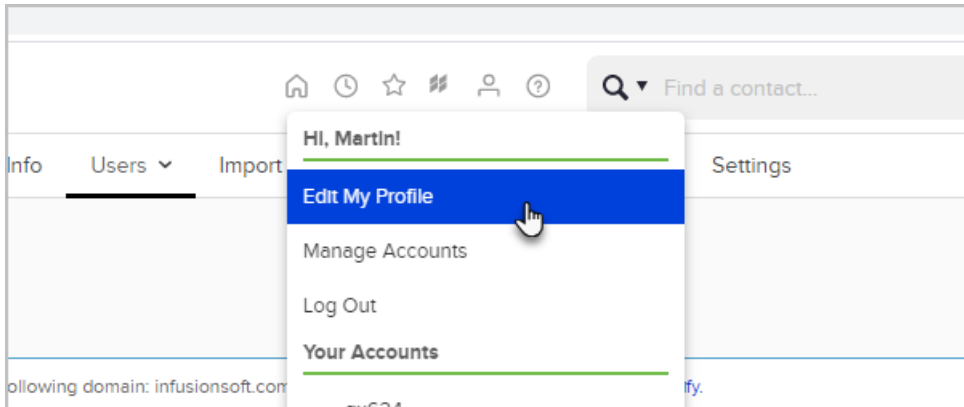 Find a contact...
Hi, Martin!
Info
Users
Import
Settings
Edit My Profile
Manage Accounts
Log Out
Your Accounts
ollowing domain: infusionsoft.com
ify.